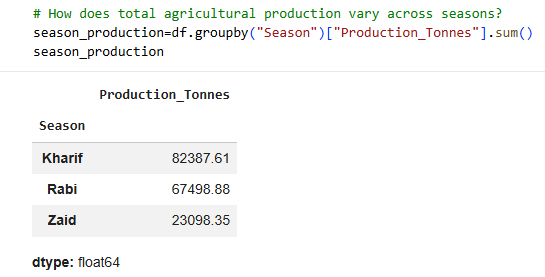 # How does total agricultural production vary across seasons?
season_production=df.groupby("Season")["Production_Tonnes"].sum()
season_production
Production_Tonnes
Season
Kharif 82387.61
Rabi 67498.88
Zaid 23098.35
dtype: float64